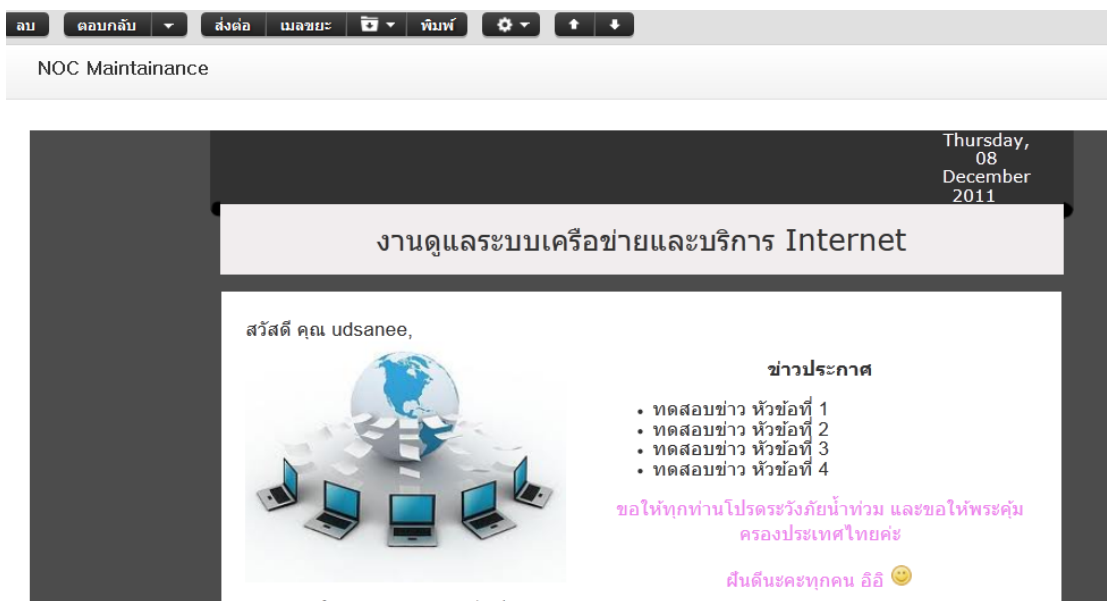 ลบ ตอบกลับ ส่งต่อ เมลขยะ พิมพ์
NOC Maintainance
Thursday,
08
December
2011
งานดูแลระบบเครือข่ายและบริการ Internet
สวัสดี คุณ udsanee,
ข่าวประกาศ
• ทดสอบข่าว หัวข้อที่ 1
• ทดสอบข่าว หัวข้อที่ 2
• ทดสอบข่าว หัวข้อที่ 3
• ทดสอบข่าว หัวข้อที่ 4
ขอให้ทุกท่านโปรดระวังภัยน้ำท่วม และขอให้พระคุ้ม
ครองประเทศไทยค่ะ
ฝันดีนะคะทุกคน อิอิ